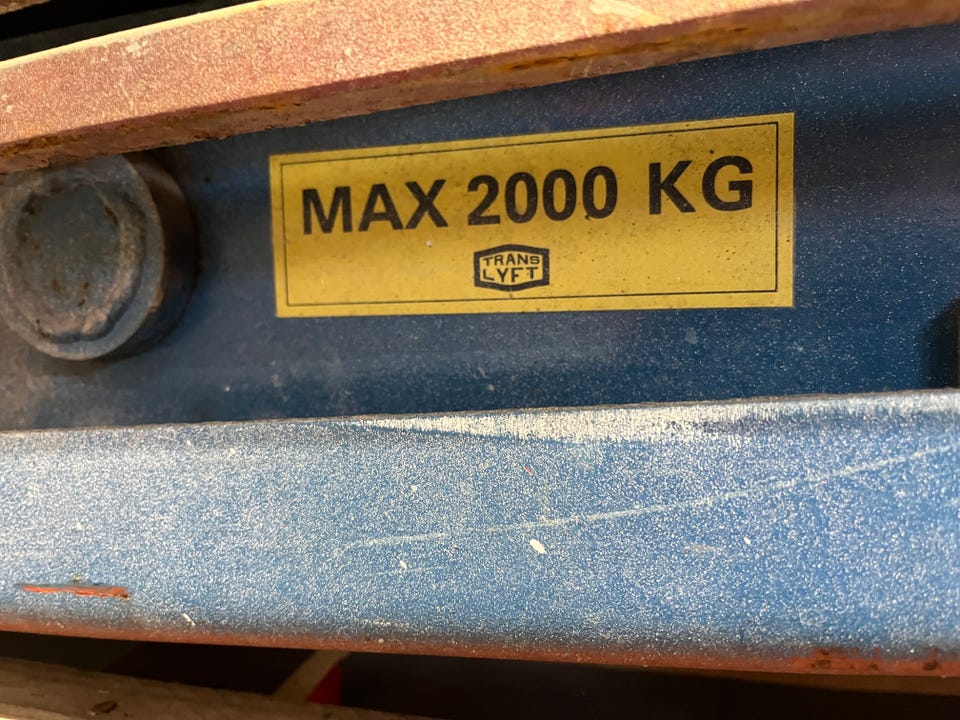 MAX 2000 KG
TRANS
LYFT